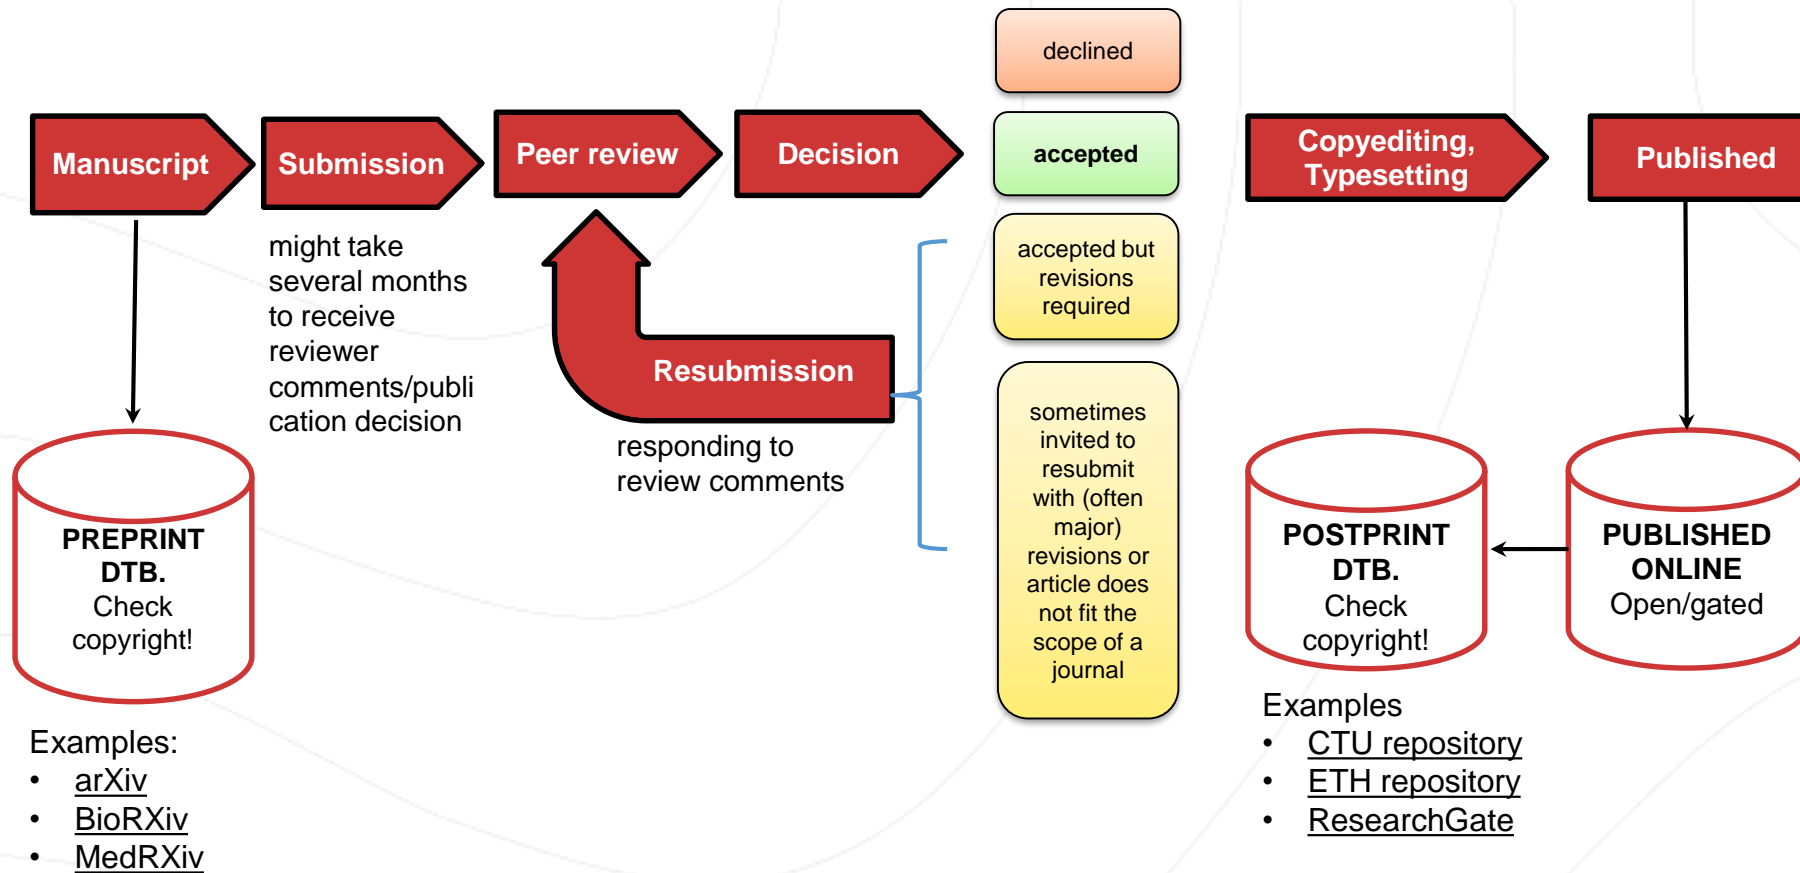 declined
Manuscript
Submission
Peer review
Decision
accepted
Copyediting,
Typesetting
Published
might take
several months
to receive
reviewer
comments/publi
cation decision
accepted but
revisions
required
Resubmission
responding to
review comments
sometimes
invited to
resubmit
with (often
major)
revisions or
article does
not fit the
scope of a
journal
PREPRINT
DTB.
Check
copyright!
POSTPRINT
DTB.
Check
copyright!
PUBLISHED
ONLINE
Open/gated
Examples:
• arXiv
• BioRXiv
• MedRXiv
Examples
• CTU repository
• ETH repository
• ResearchGate